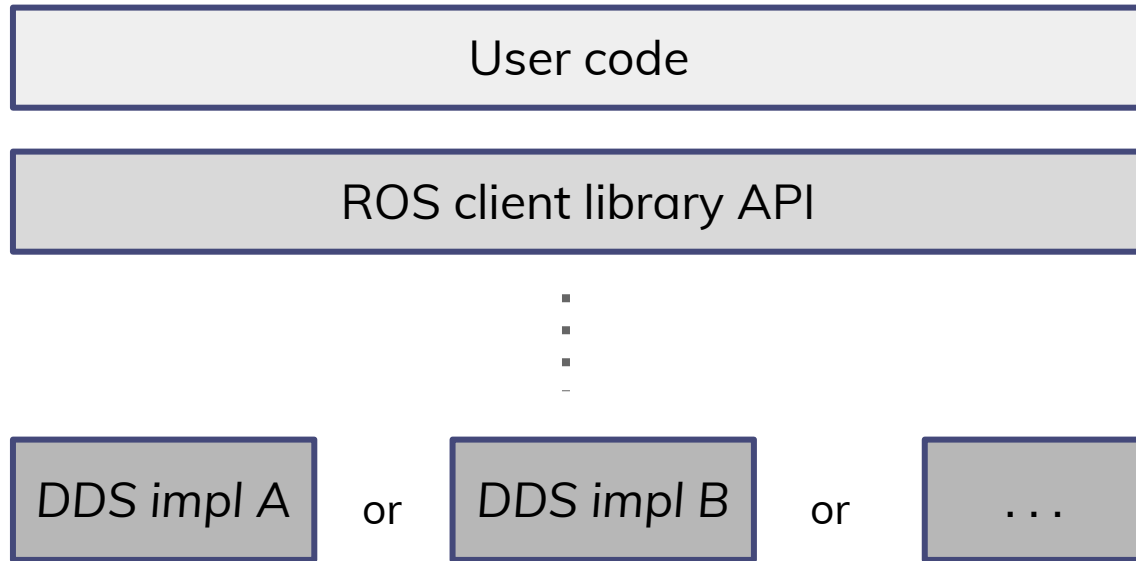 User code
ROS client library API
DDS impl A or DDS impl B or ...